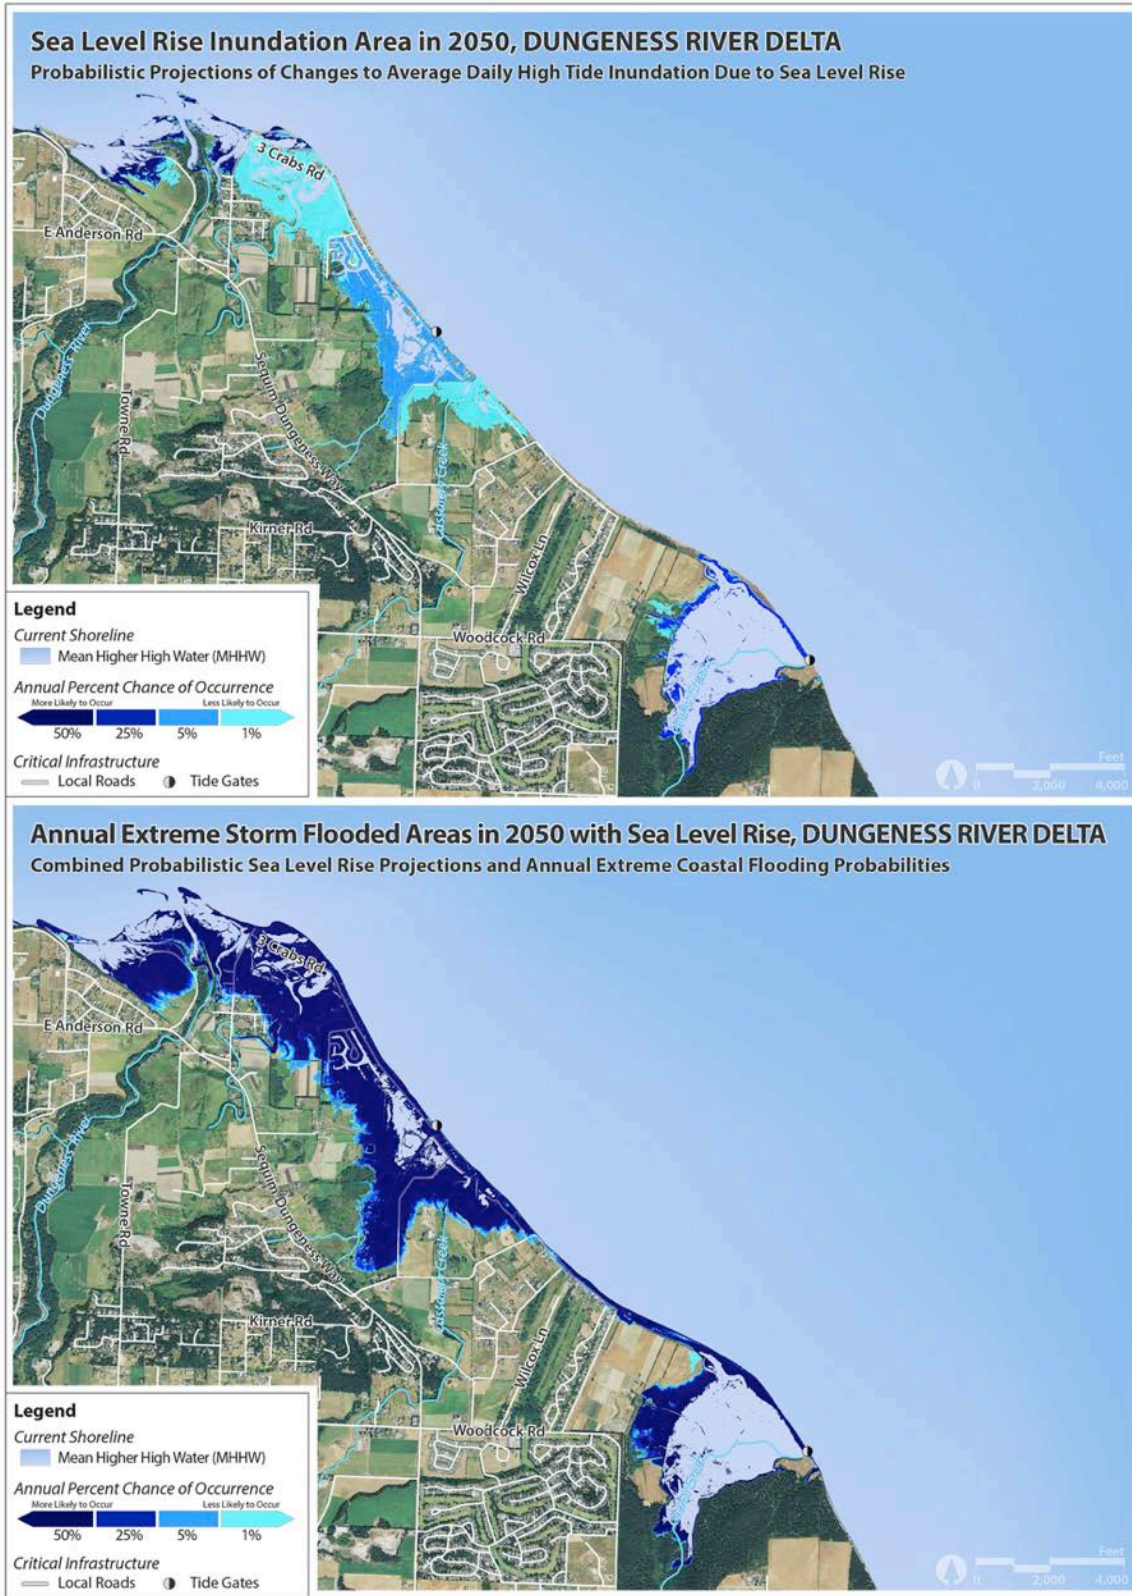 Sea Level Rise Inundation Area in 2050, DUNGENESS RIVER DELTA
Probabilistic Projections of Changes to Average Daily High Tide Inundation Due to Sea Level Rise
3 Crabs Rd
E Anderson Rd
Dungeness River
Towne Rd
Sequim Dungeness Way
Cassalery Creek
Kirner Rd
Wilcox Ln
Woodcock Rd
Legend
Current Shoreline
Mean Higher High Water (MHHW)
Annual Percent Chance of Occurrence
More Likely to Occur Less Likely to Occur
50% 25% 5% 1%
Critical Infrastructure
Local Roads Tide Gates
Feet
0 2,000 4,000
Annual Extreme Storm Flooded Areas in 2050 with Sea Level Rise, DUNGENESS RIVER DELTA
Combined Probabilistic Sea Level Rise Projections and Annual Extreme Coastal Flooding Probabilities
3 Crabs Rd
E Anderson Rd
Dungeness River
Towne Rd
Sequim Dungeness Way
Cassalery Creek
Kirner Rd
Wilcox Ln
Woodcock Rd
Legend
Current Shoreline
Mean Higher High Water (MHHW)
Annual Percent Chance of Occurrence
More Likely to Occur Less Likely to Occur
50% 25% 5% 1%
Critical Infrastructure
Local Roads Tide Gates
Feet
0 2,000 4,000